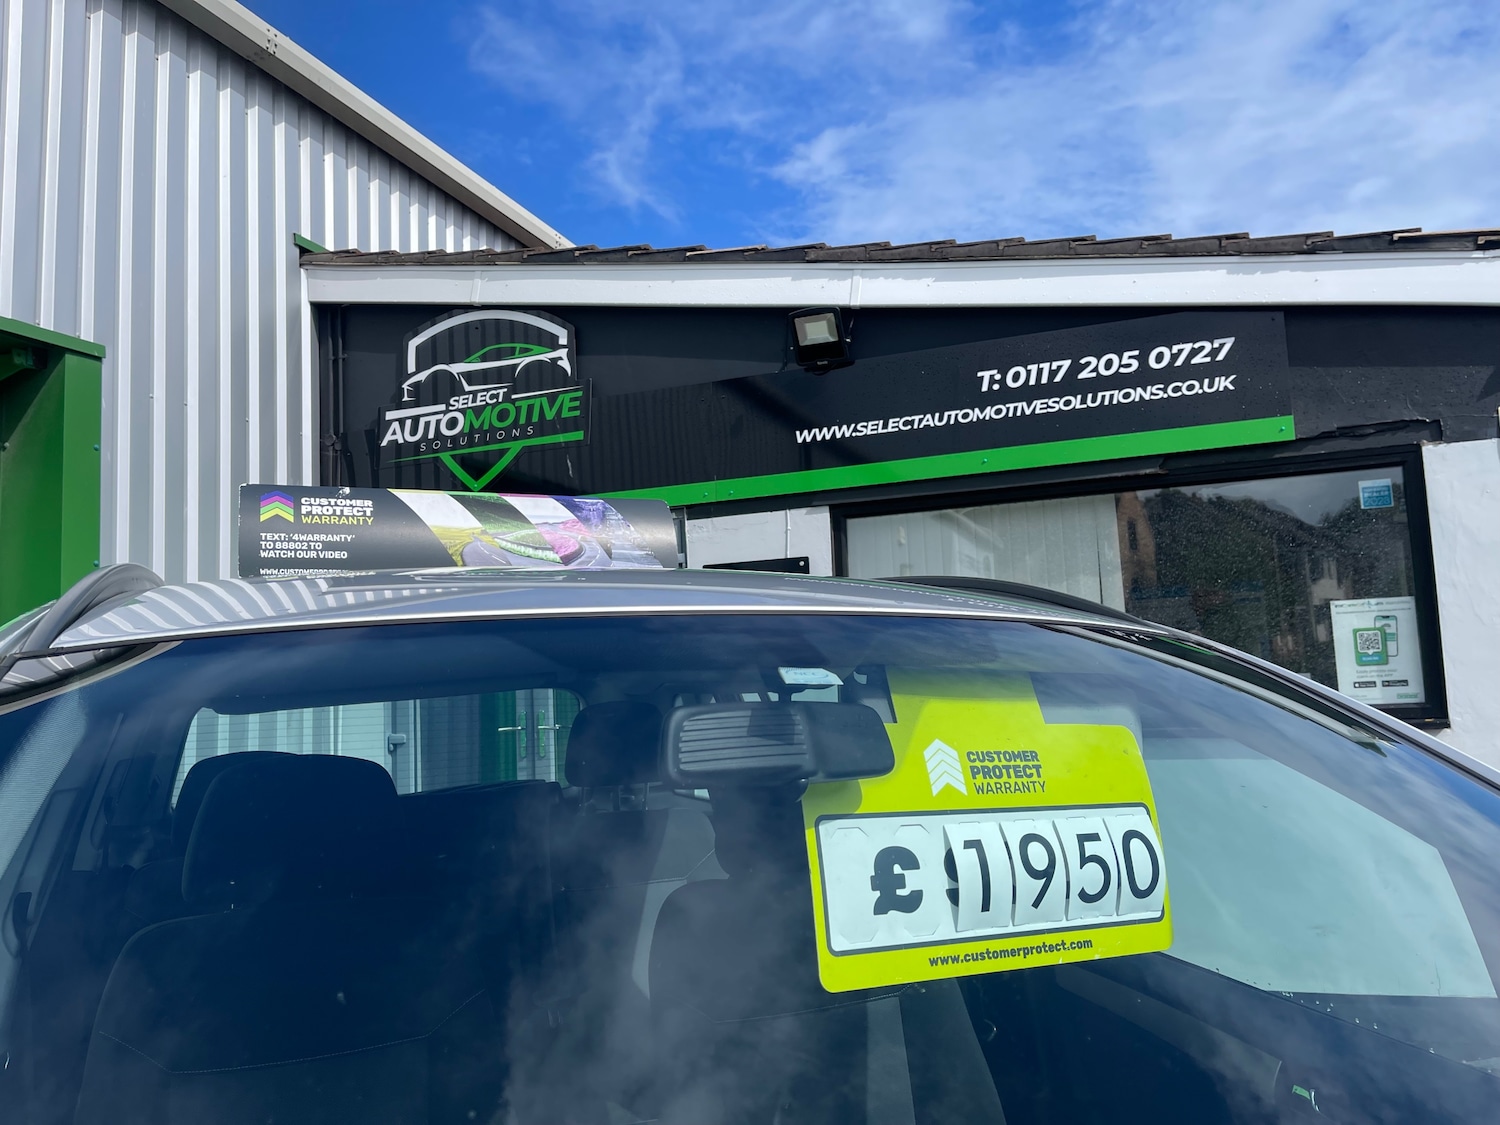 SELECT
AUTOMOTIVE
SOLUTIONS
T: 0117 205 0727
WWW.SELECTAUTOMOTIVESOLUTIONS.CO.UK
CUSTOMER
PROTECT
WARRANTY
TEXT: '4WARRANTY'
TO 88802 TO
WATCH OUR VIDEO
CUSTOMER
PROTECT
WARRANTY
£1950
www.customerprotect.com